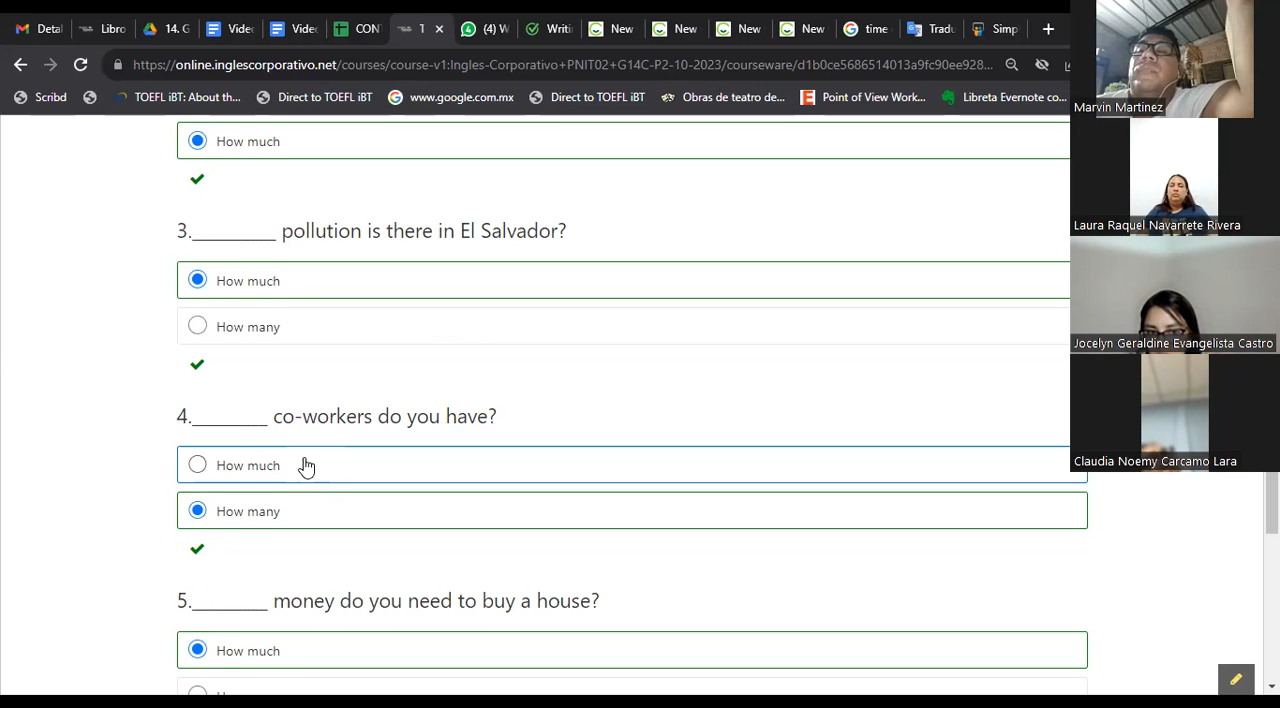 Detal
Libro
14. G
Videc
Videc
CON
1
(4) W
Writi
New
New
New
New
time
Tradu
Simp
https://online.inglescorporativo.net/courses/course-v1:Ingles-Corporativo+PNIT02+G14C-P2-10-2023/courseware/d1b0ce5686514013a9fc90ee928...
Scribd
TOEFL iBT: About th...
Direct to TOEFL iBT
www.google.com.mx
Direct to TOEFL iBT
Obras de teatro de...
Point of View Work...
Libreta Evernote co...
How much
3.__________ pollution is there in El Salvador?
How much
How many
4._________ co-workers do you have?
How much
How many
5._________ money do you need to buy a house?
How much
Marvin Martinez
Laura Raquel Navarrete Rivera
Jocelyn Geraldine Evangelista Castro
Claudia Noemy Carcamo Lara